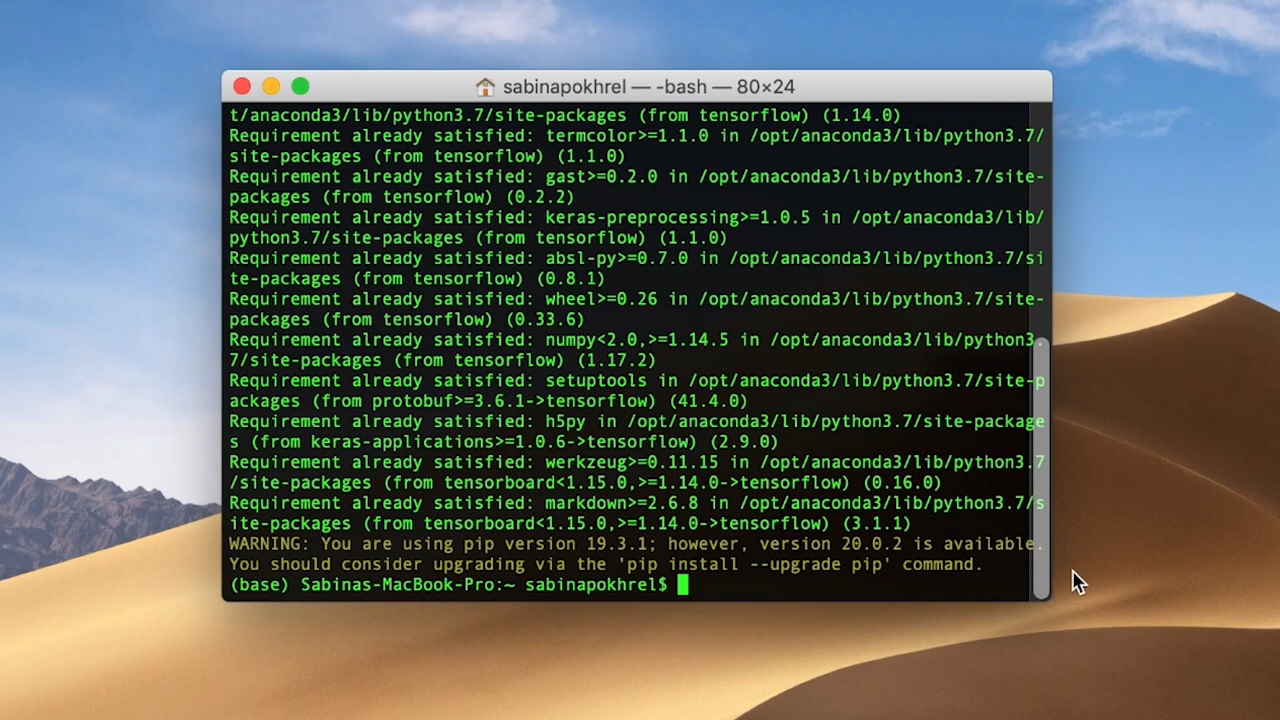 sabinapokhrel — -bash — 80×24
t/anaconda3/lib/python3.7/site-packages (from tensorflow) (1.14.0)
Requirement already satisfied: termcolor>=1.1.0 in /opt/anaconda3/lib/python3.7/
site-packages (from tensorflow) (1.1.0)
Requirement already satisfied: gast>=0.2.0 in /opt/anaconda3/lib/python3.7/site-
packages (from tensorflow) (0.2.2)
Requirement already satisfied: keras-preprocessing>=1.0.5 in /opt/anaconda3/lib/
python3.7/site-packages (from tensorflow) (1.1.0)
Requirement already satisfied: absl-py>=0.7.0 in /opt/anaconda3/lib/python3.7/si
te-packages (from tensorflow) (0.8.1)
Requirement already satisfied: wheel>=0.26 in /opt/anaconda3/lib/python3.7/site-
packages (from tensorflow) (0.33.6)
Requirement already satisfied: numpy<2.0,>=1.14.5 in /opt/anaconda3/lib/python3.
7/site-packages (from tensorflow) (1.17.2)
Requirement already satisfied: setuptools in /opt/anaconda3/lib/python3.7/site-p
ackages (from protobuf>=3.6.1->tensorflow) (41.4.0)
Requirement already satisfied: h5py in /opt/anaconda3/lib/python3.7/site-package
s (from keras-applications>=1.0.6->tensorflow) (2.9.0)
Requirement already satisfied: werkzeug>=0.11.15 in /opt/anaconda3/lib/python3.7
/site-packages (from tensorboard<1.15.0,>=1.14.0->tensorflow) (0.16.0)
Requirement already satisfied: markdown>=2.6.8 in /opt/anaconda3/lib/python3.7/s
ite-packages (from tensorboard<1.15.0,>=1.14.0->tensorflow) (3.1.1)
WARNING: You are using pip version 19.3.1; however, version 20.0.2 is available.
You should consider upgrading via the 'pip install --upgrade pip' command.
(base) Sabinas-MacBook-Pro:~ sabinapokhrel$